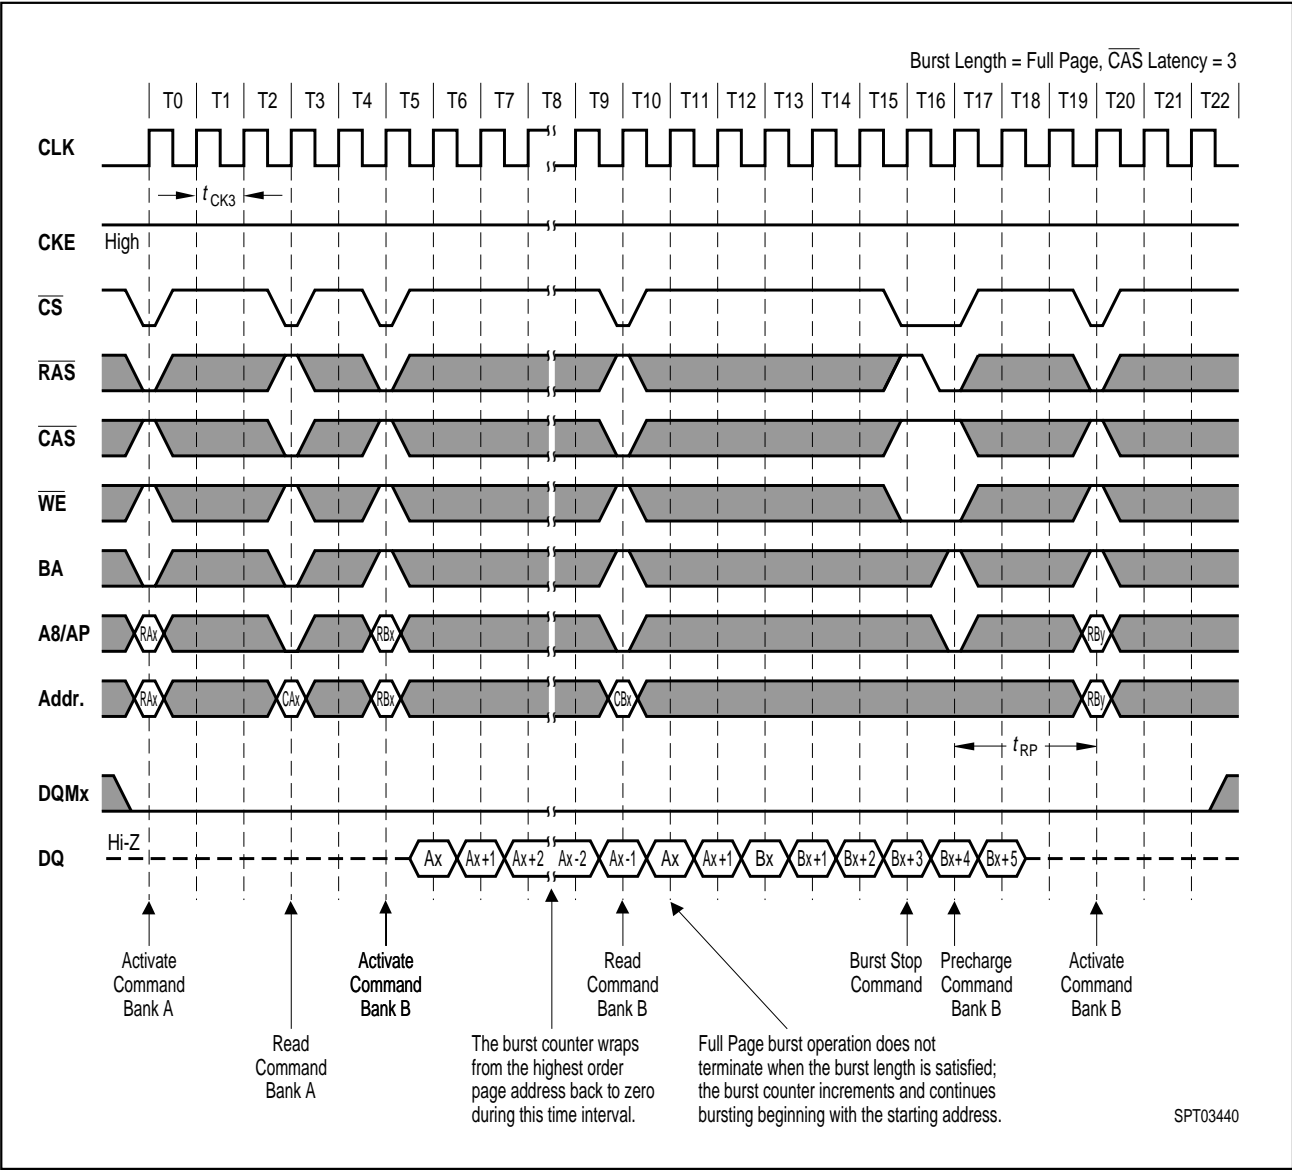 Burst Length = Full Page, CAS Latency = 3
T0 T1 T2 T3 T4 T5 T6 T7 T8 T9 T10 T11 T12 T13 T14 T15 T16 T17 T18 T19 T20 T21 T22
CLK
tCK3
CKE High
CS
RAS
CAS
WE
BA
A8/AP RAx RBx RBy
Addr. RAx CAx RBx CBx RBy
tRP
DQMx
Hi-Z
DQ Ax Ax+1 Ax+2 Ax-2 Ax-1 Ax Ax+1 Bx Bx+1 Bx+2 Bx+3 Bx+4 Bx+5
Activate
Command
Bank A
Read
Command
Bank A
Activate
Command
Bank B
The burst counter wraps
from the highest order
page address back to zero
during this time interval.
Read
Command
Bank B
Full Page burst operation does not
terminate when the burst length is satisfied;
the burst counter increments and continues
bursting beginning with the starting address.
Burst Stop
Command
Precharge
Command
Bank B
Activate
Command
Bank B
SPT03440